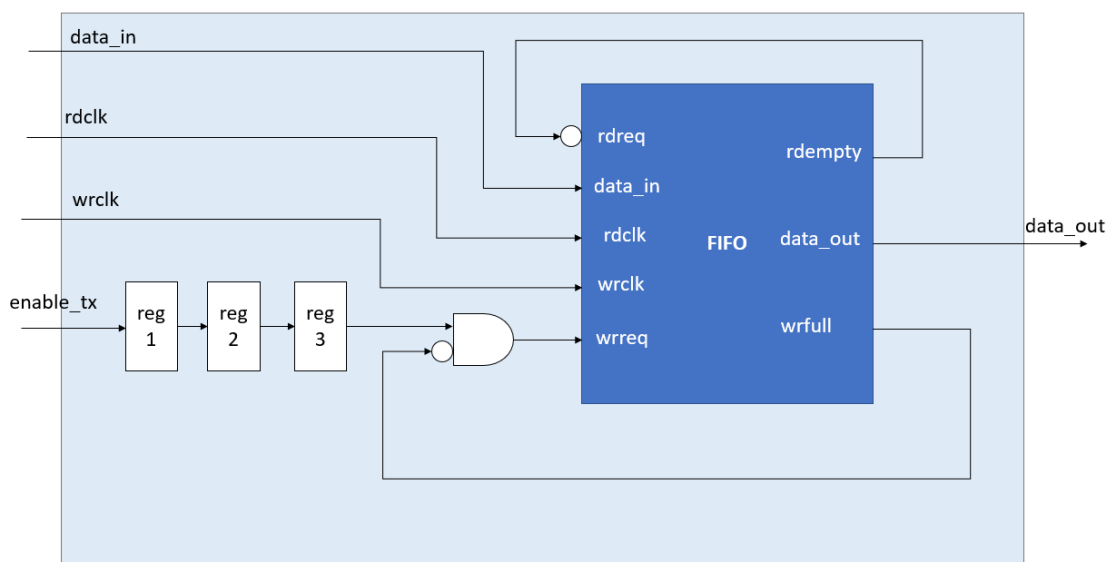 data_in
rdclk
wrclk
enable_tx
reg
1
reg
2
reg
3
rdreq
data_in
rdclk
wrclk
wrreq
FIFO
rdempty
data_out
wrfull
data_out